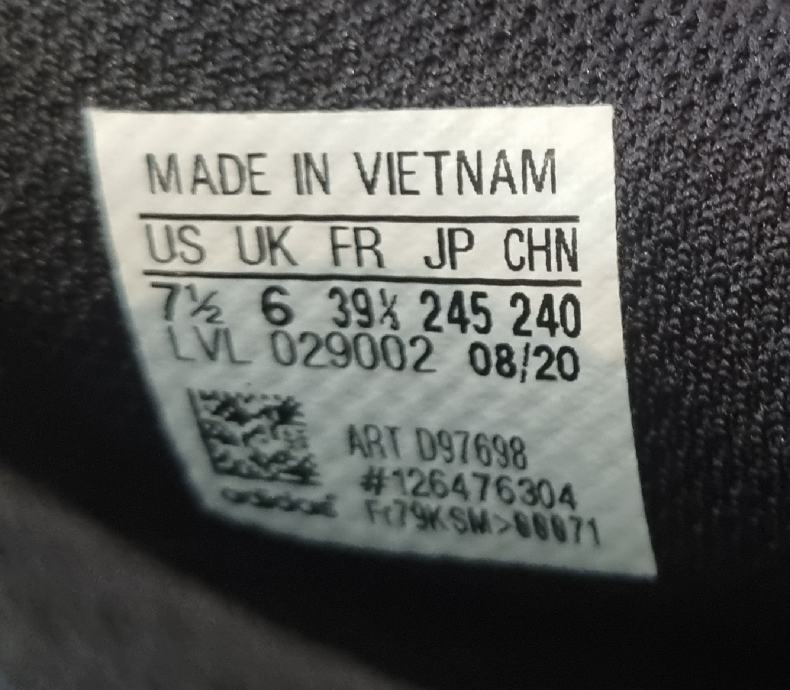 MADE IN VIETNAM
US UK FR JP CHN
7½ 6 39⅓ 245 240
LVL 029002 08/20
ART D97698
#126476304
adidas